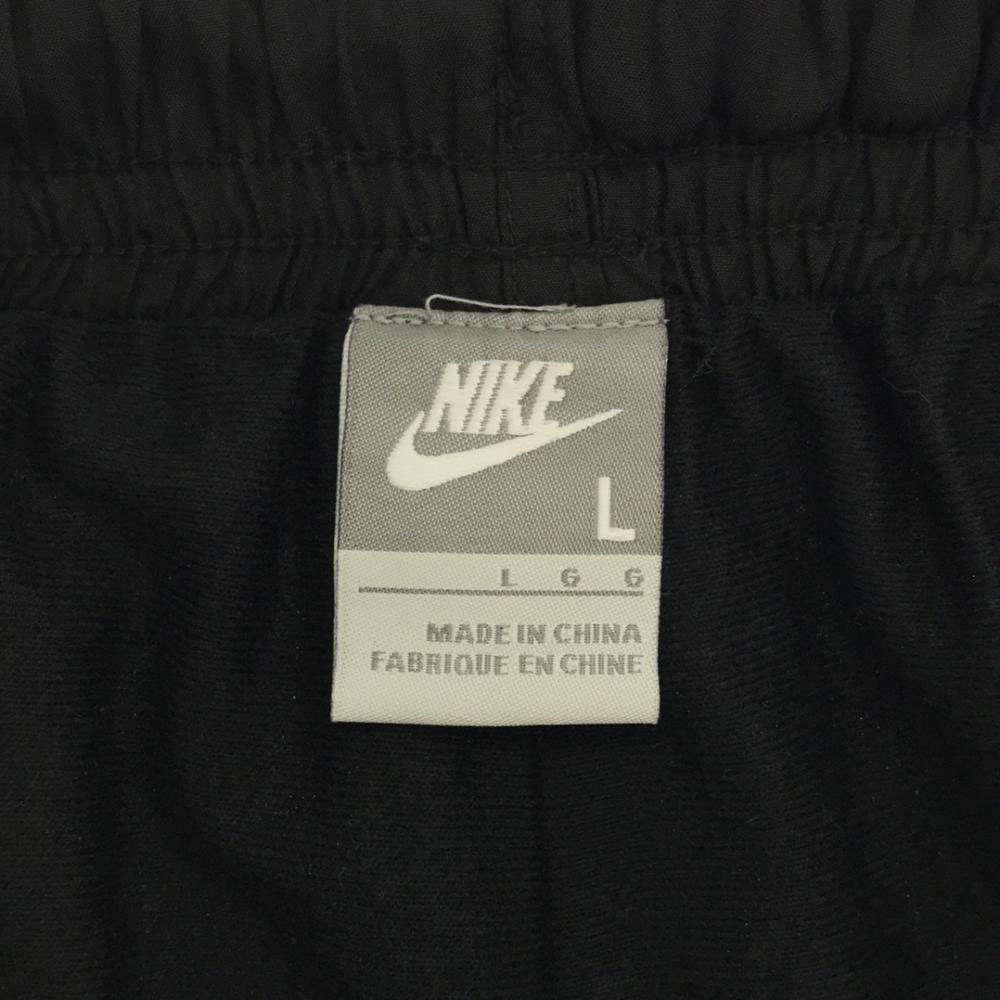 NIKE
L
L G G
MADE IN CHINA
FABRIQUE EN CHINE